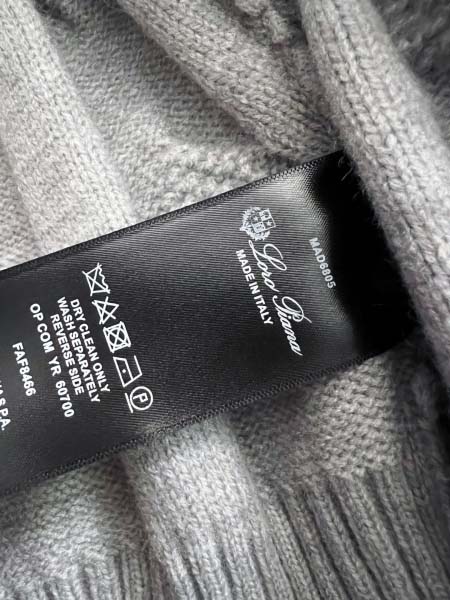 MAD6805
Loro Piana
MADE IN ITALY
DRY CLEAN ONLY
WASH SEPARATELY
REVERSE SIDE
OP COM YR 60700
FAF8466
S.P.A.